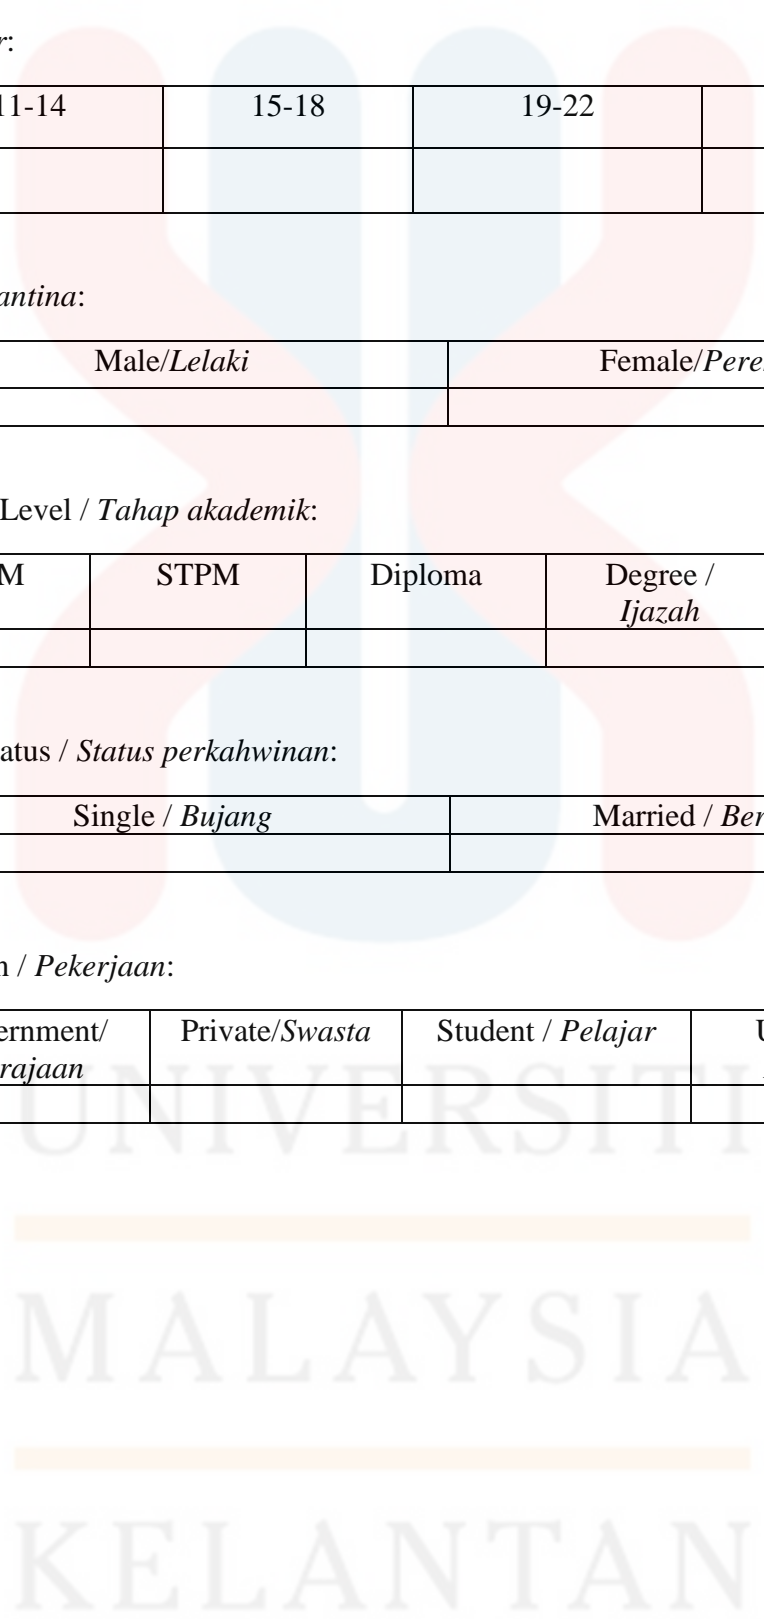 r:
11-14 15-18 19-22
antina:
Male/Lelaki Female/Pere
Level / Tahap akademik:
M STPM Diploma Degree /
Ijazah
atus / Status perkahwinan:
Single / Bujang Married / Ber
n / Pekerjaan:
ernment/ Private/Swasta Student / Pelajar U
rajaan
UNIVERSITI
MALAYSIA
KELANTAN